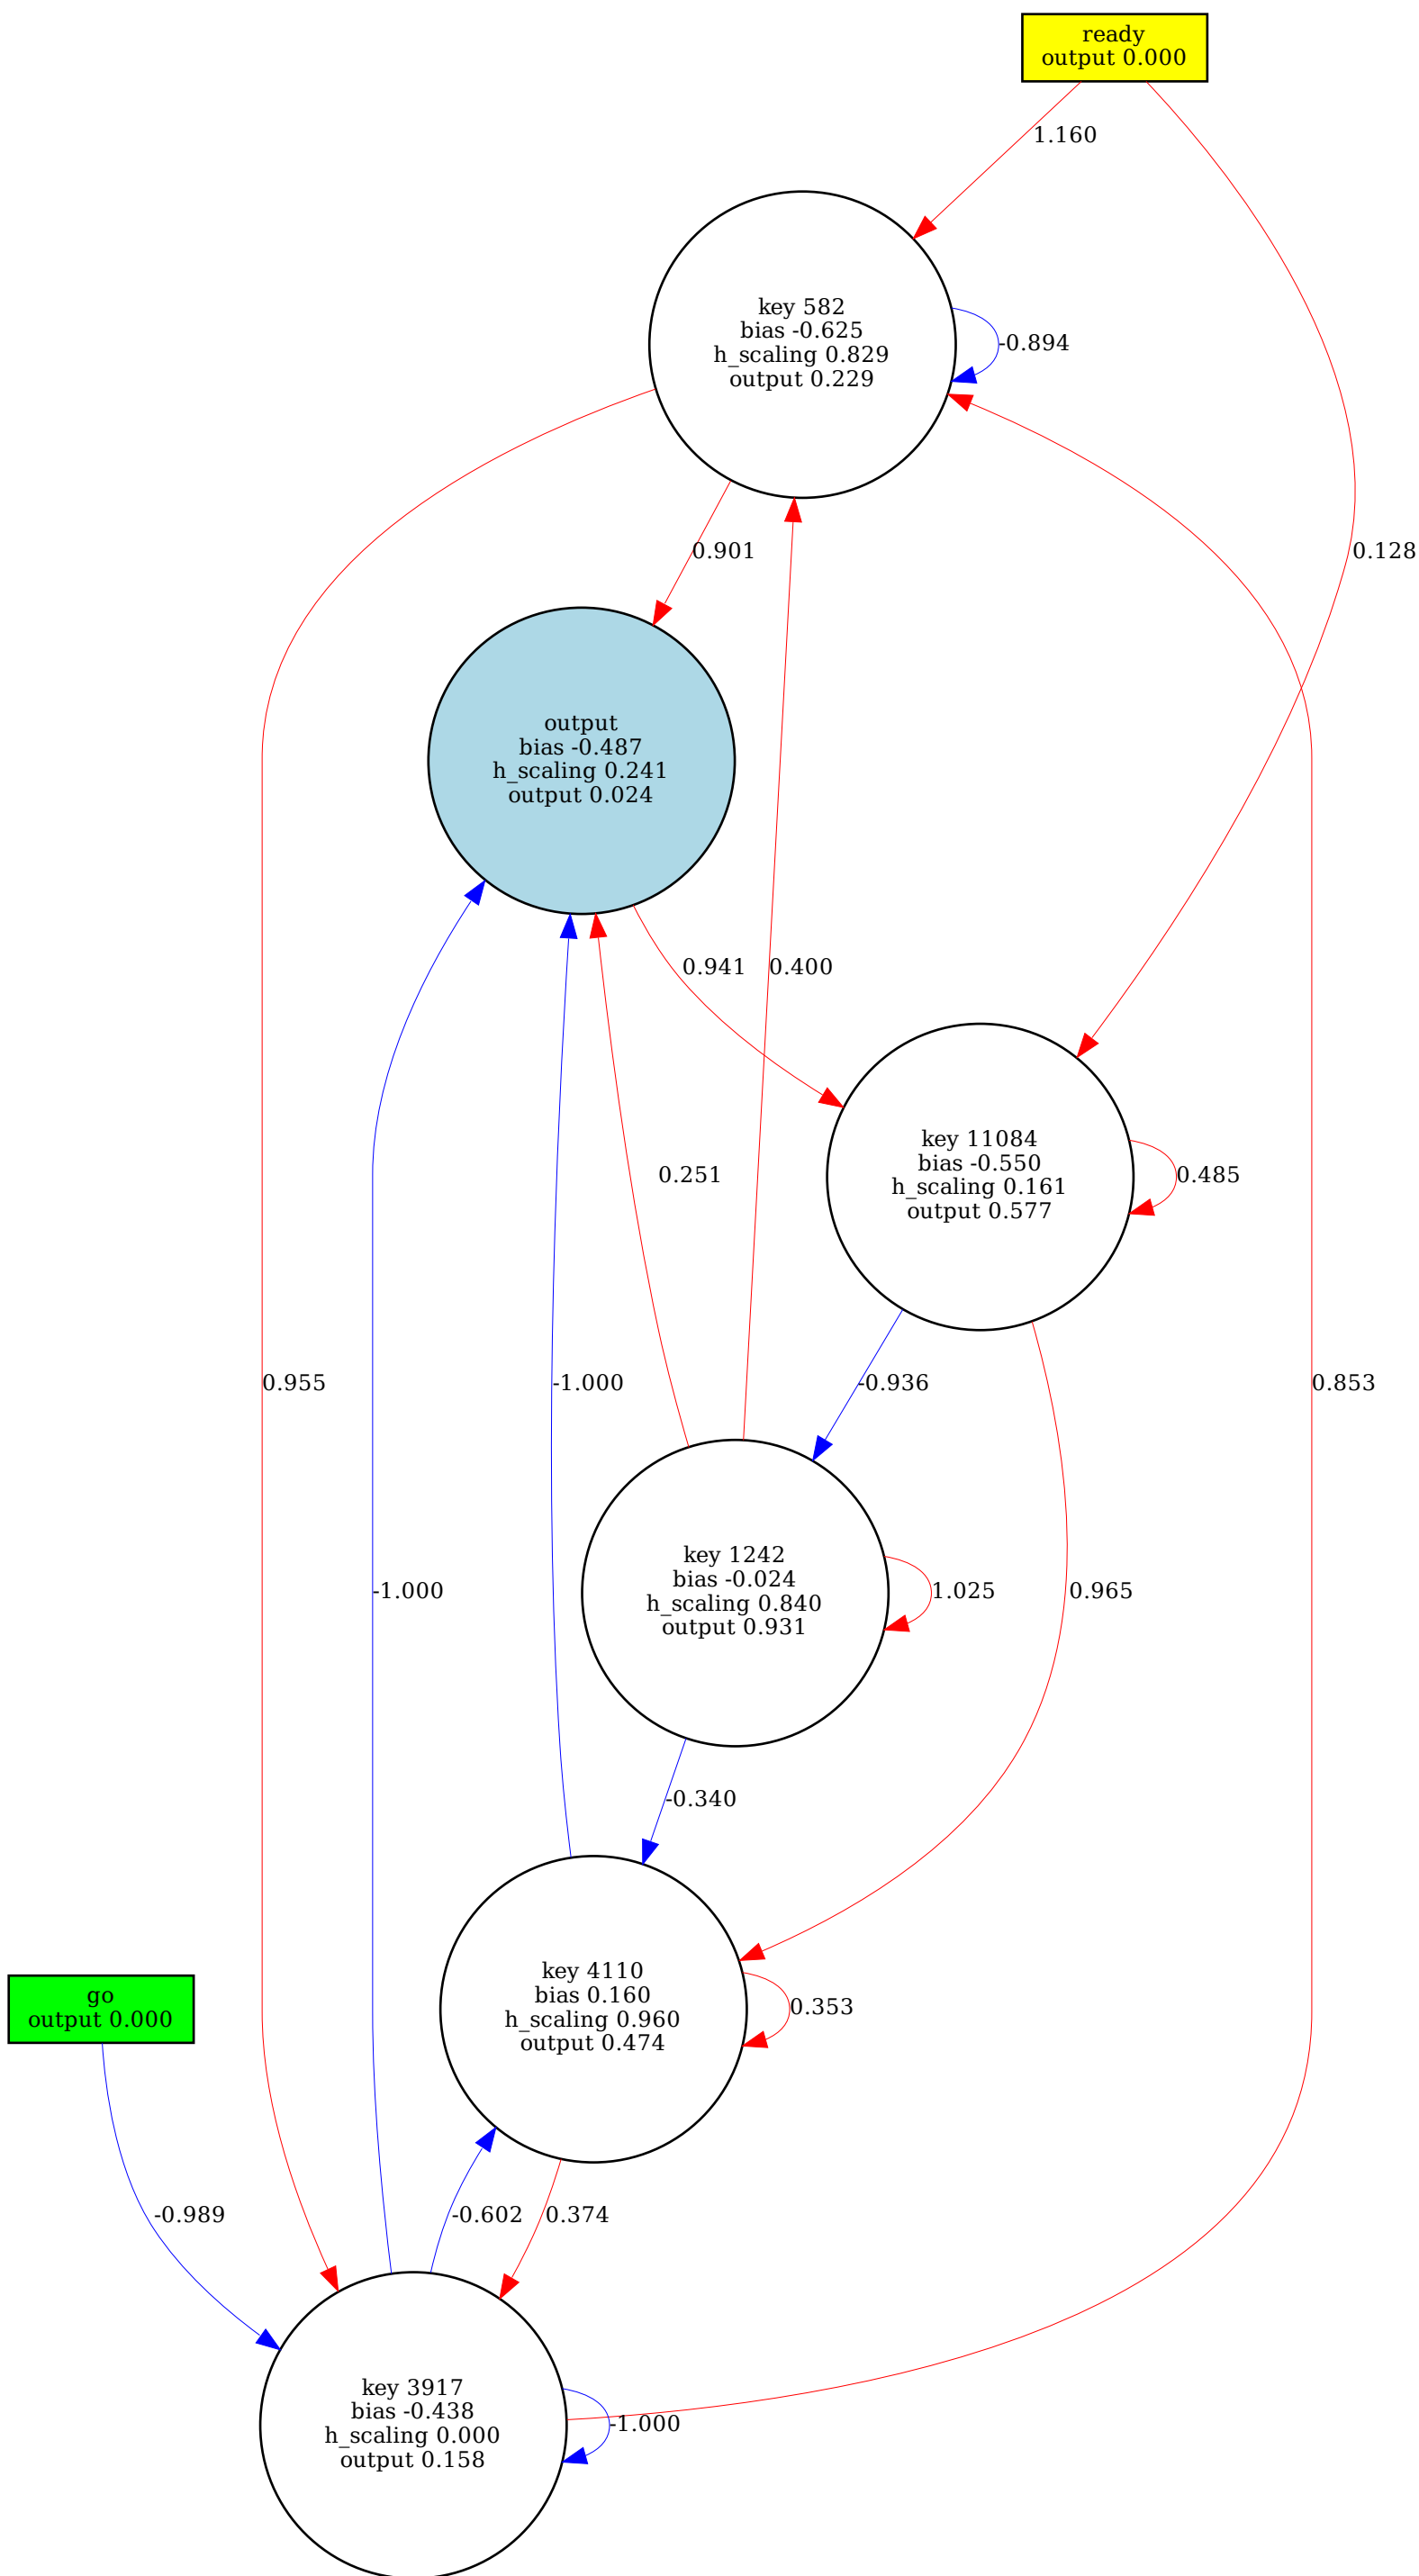 ready
output 0.000
1.160
key 582
bias -0.625
h_scaling 0.829
output 0.229
-0.894
0.901
0.128
output
bias -0.487
h_scaling 0.241
output 0.024
0.941
0.400
key 11084
bias -0.550
h_scaling 0.161
output 0.577
0.251
0.485
0.955
-1.000
-0.936
0.853
key 1242
bias -0.024
h_scaling 0.840
output 0.931
-1.000
1.025
0.965
-0.340
key 4110
bias 0.160
h_scaling 0.960
output 0.474
go
output 0.000
0.353
-0.989
-0.602
0.374
key 3917
bias -0.438
h_scaling 0.000
output 0.158
-1.000